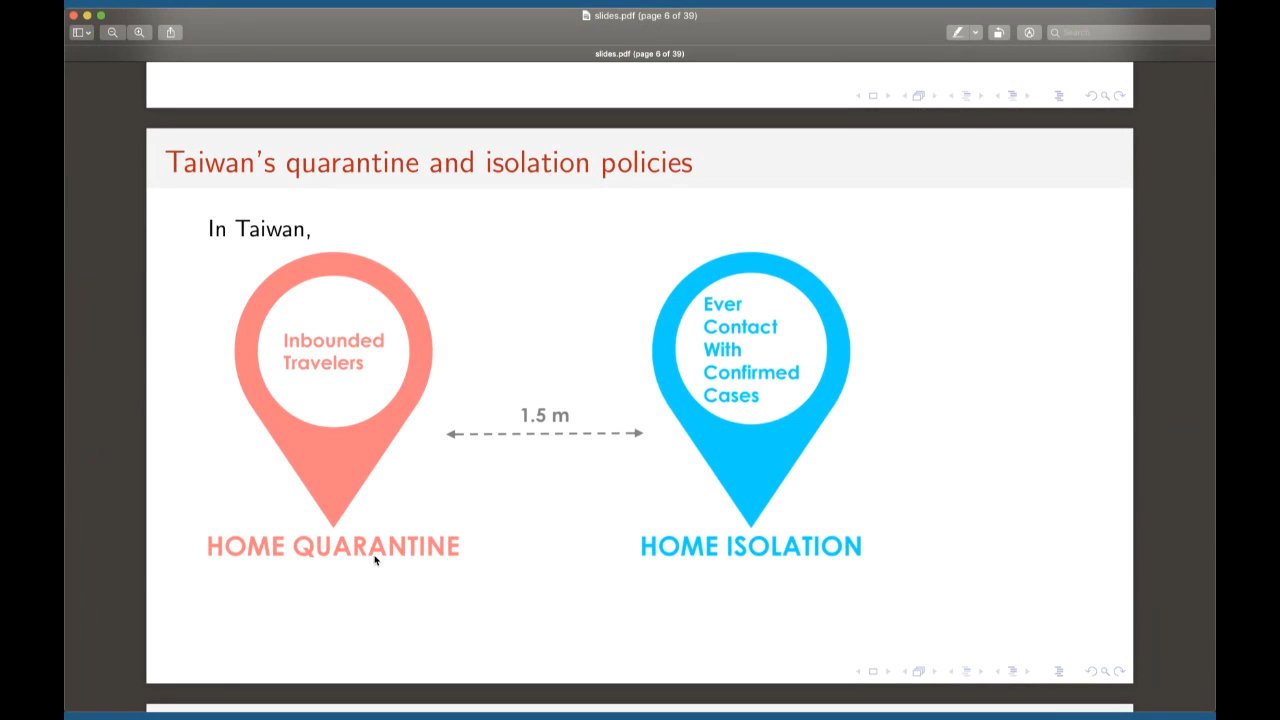 slides.pdf (page 6 of 39)
Search
slides.pdf (page 6 of 39)
Taiwan's quarantine and isolation policies
In Taiwan,
Inbounded
Travelers
HOME QUARANTINE
1.5 m
Ever
Contact
With
Confirmed
Cases
HOME ISOLATION